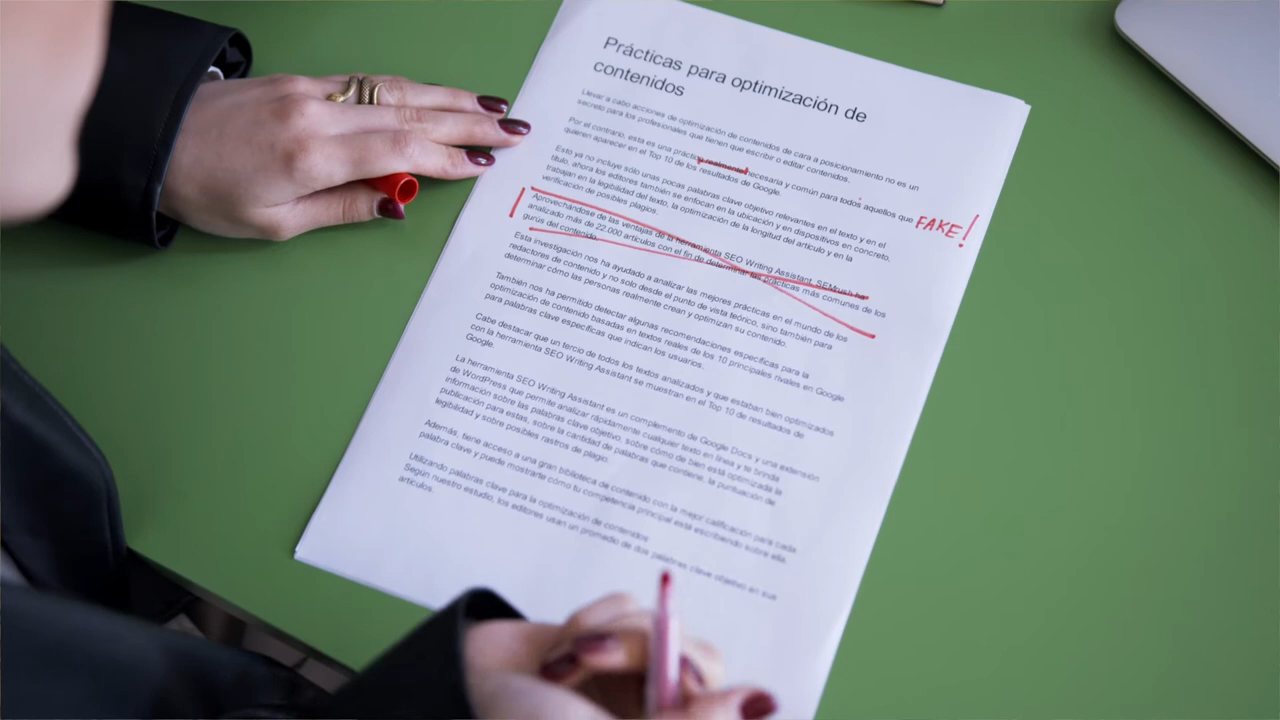 Prácticas para optimización de
contenidos
Llevar a cabo acciones de optimización de contenidos de cara a posicionamiento no es un
secreto para los profesionales que tienen que escribir o editar contenidos.
Por el contrario, esta es una práctica realmente necesaria y común para todos aquellos que
quieren aparecer en el Top 10 de los resultados de Google.
FAKE!
Esto ya no incluye sólo unas pocas palabras clave objetivo relevantes en el texto y en el
título, ahora los editores también se enfocan en la ubicación y en dispositivos en concreto,
trabajan en la legibilidad del texto, la optimización de la longitud del artículo y en la
verificación de posibles plagios.
Aprovechándose de las ventajas de la herramienta SEO Writing Assistant, SEMrush ha
analizado más de 22.000 artículos con el fin de determinar las prácticas más comunes de los
gurús del contenido.
Esta investigación nos ha ayudado a analizar las mejores prácticas en el mundo de los
redactores de contenido y no solo desde el punto de vista teórico, sino también para
determinar cómo las personas realmente crean y optimizan su contenido.
También nos ha permitido detectar algunas recomendaciones específicas para la
optimización de contenido basadas en textos reales de los 10 principales rivales en Google
para palabras clave específicas que indican los usuarios.
Cabe destacar que un tercio de todos los textos analizados y que estaban bien optimizados
con la herramienta SEO Writing Assistant se muestran en el Top 10 de resultados de
Google.
La herramienta SEO Writing Assistant es un complemento de Google Docs y una extensión
de WordPress que permite analizar rápidamente cualquier texto en línea y te brinda
información sobre las palabras clave objetivo, sobre cómo de bien está optimizada la
publicación para estas, sobre la cantidad de palabras que contiene, la puntuación de
legibilidad y sobre posibles rastros de plagio.
Además, tiene acceso a una gran biblioteca de contenido con la mejor calificación para cada
palabra clave y puede mostrarte cómo tu competencia principal está escribiendo sobre ella.
Utilizando palabras clave para la optimización de contenidos
Según nuestro estudio, los editores usan un promedio de dos palabras clave objetivo en sus
artículos.